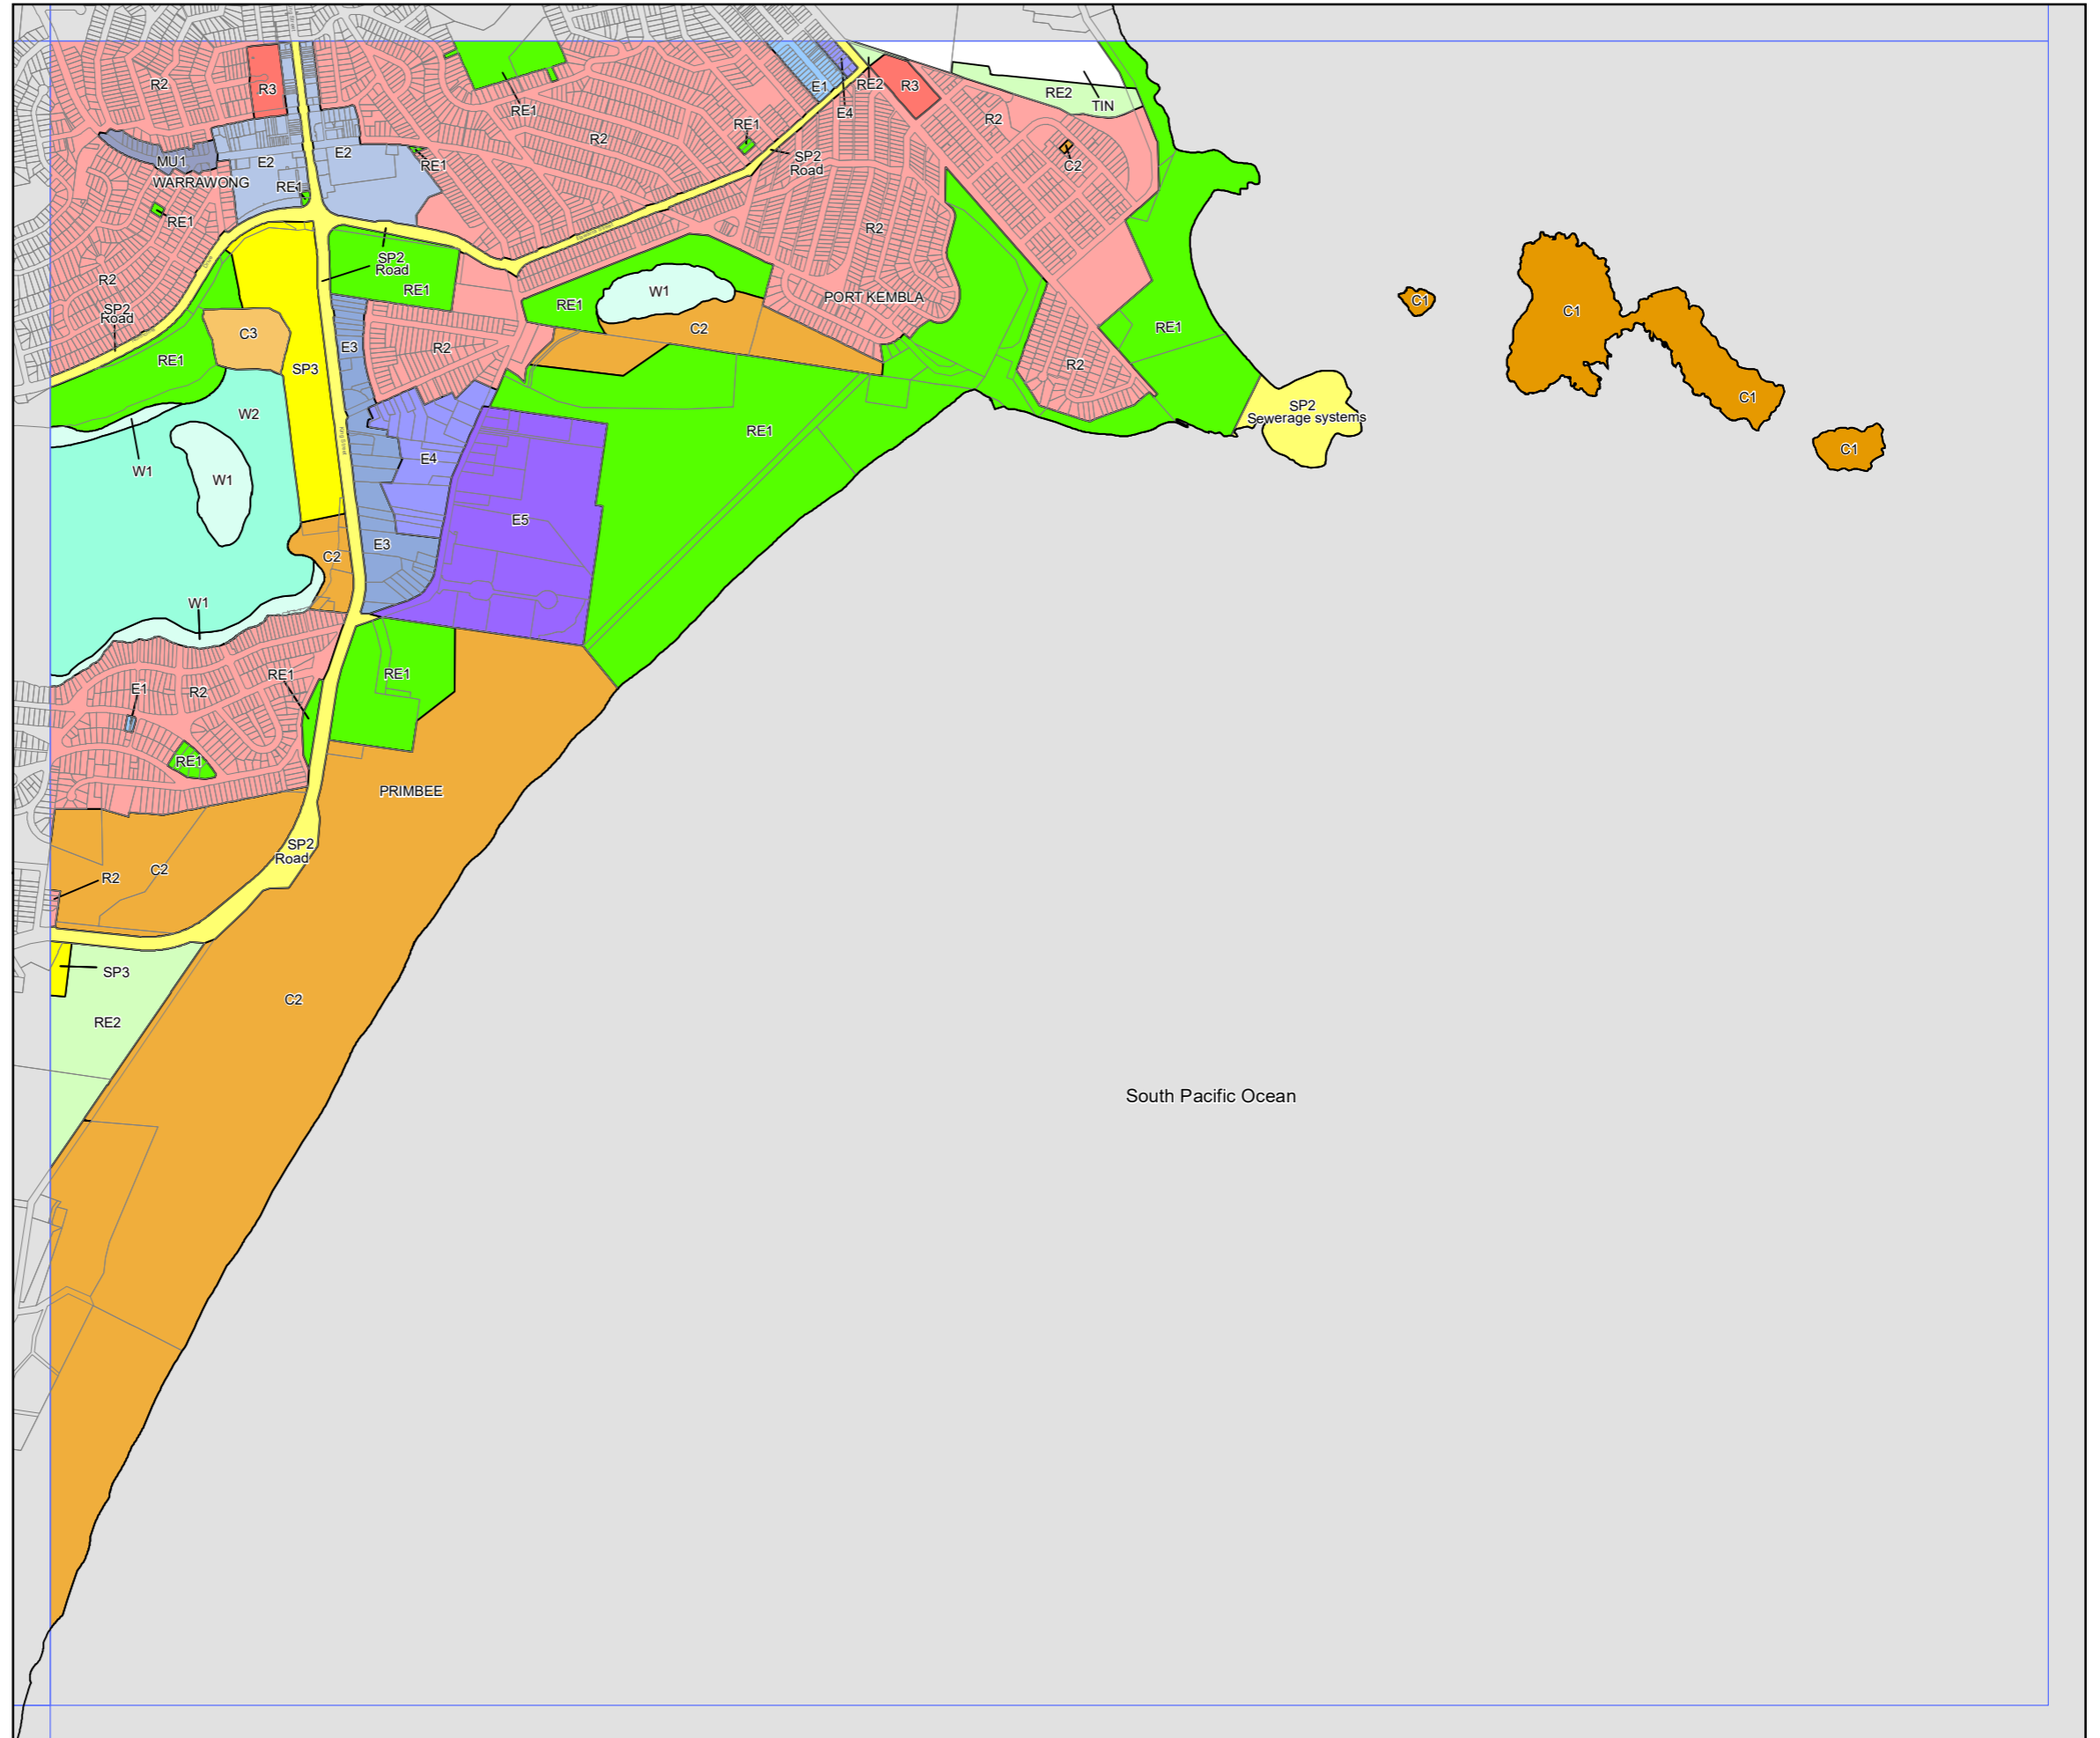 R2
R3
RE1
E1
RE2
R3
E4
RE2
TIN
R2
RE1
R2
MU1
E2
E2
RE1
SP2
Road
C2
WARRAWONG
RE1
RE1
R2
R2
SP2
Road
RE1
SP2
Road
RE1
W1
PORT KEMBLA
C1
C1
C3
E3
R2
C2
RE1
RE1
SP3
R2
C1
SP2
Sewerage systems
W2
RE1
C1
W1
W1
E4
E5
E3
C2
W1
RE1
RE1
E1
R2
RE1
PRIMBEE
SP2
Road
C2
R2
SP3
C2
RE2
South Pacific Ocean